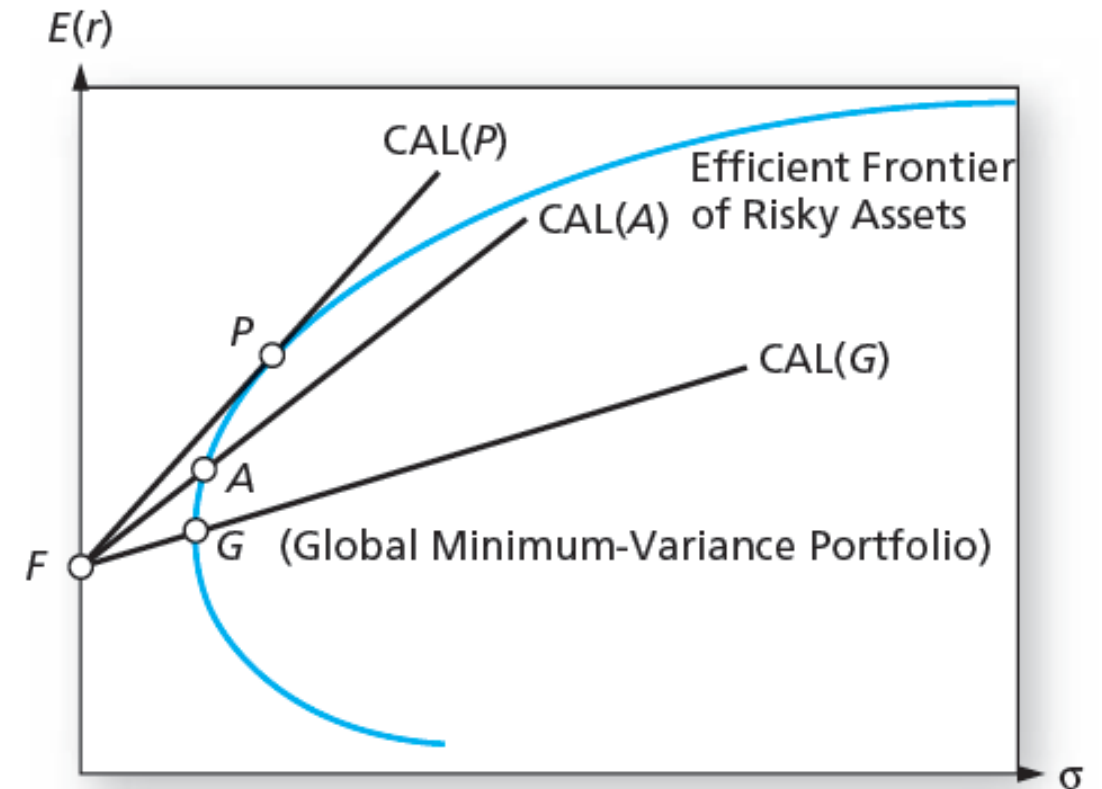 E(r)
CAL(P)
Efficient Frontier
CAL(A) of Risky Assets
P
CAL(G)
A
G (Global Minimum-Variance Portfolio)
F
σ